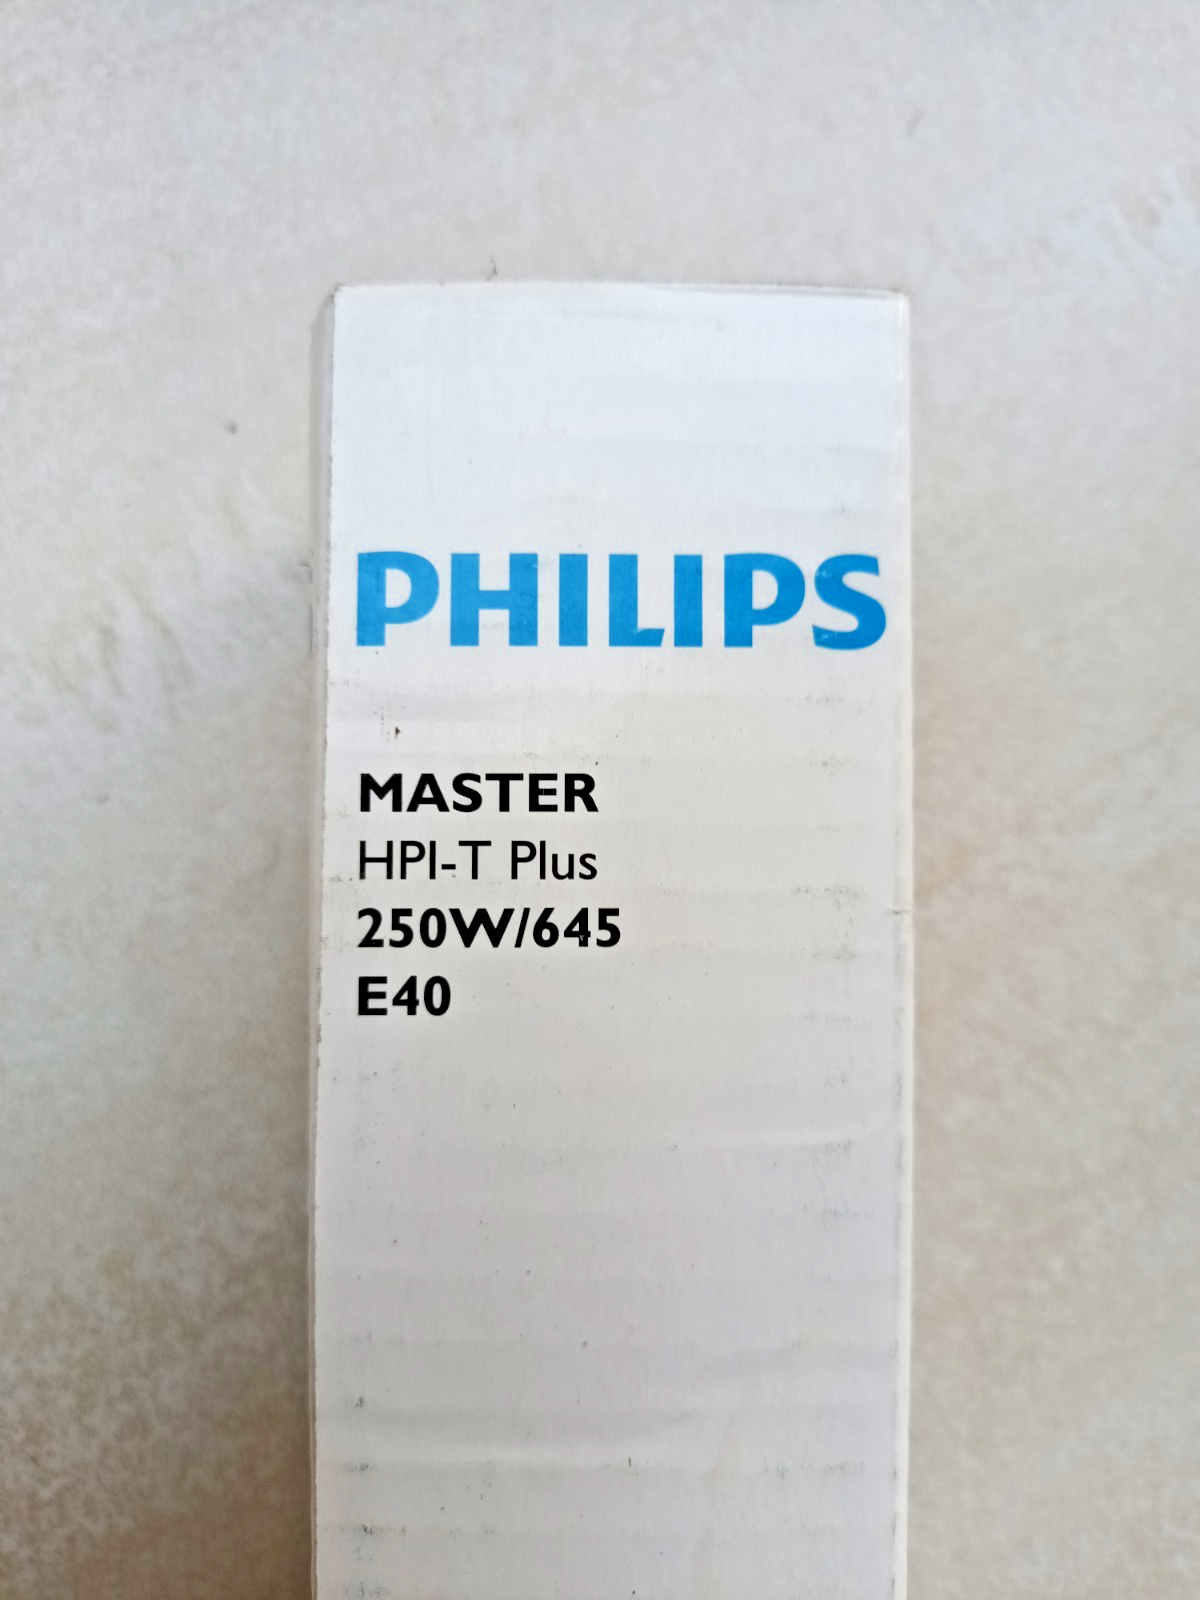 PHILIPS
MASTER
HPI-T Plus
250W/645
E40